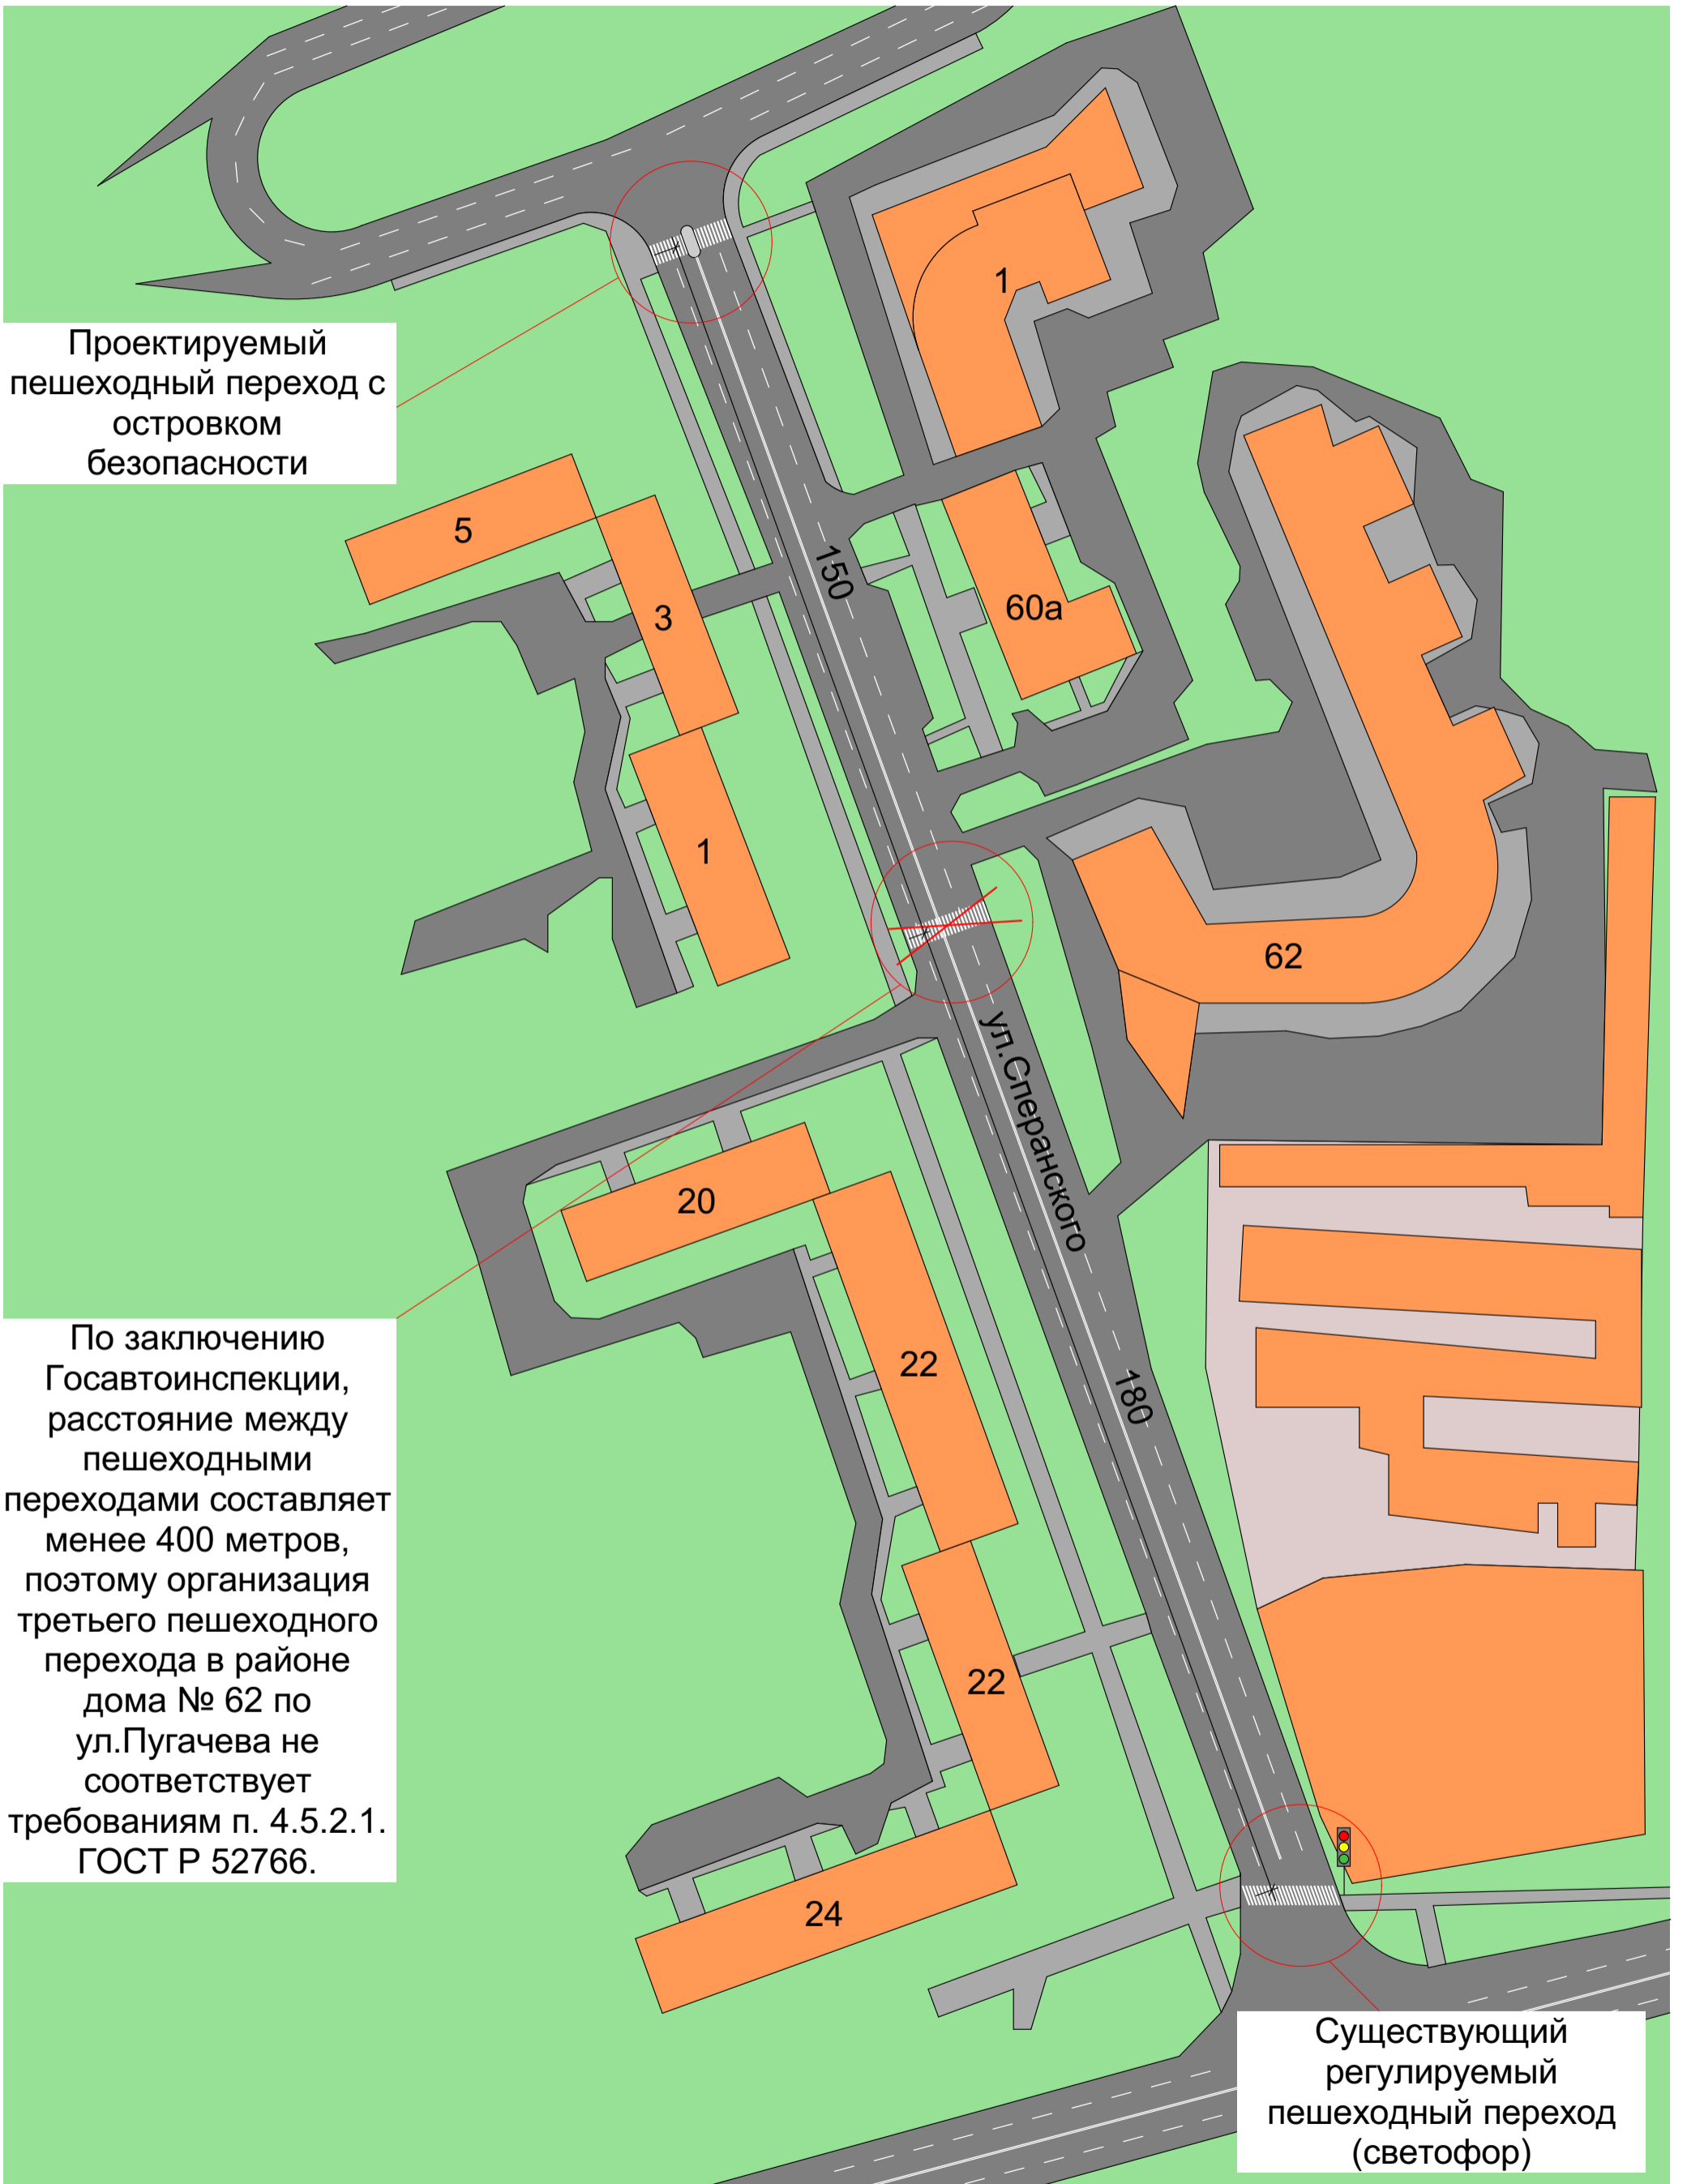 1
Проектируемый
пешеходный переход с
островком
безопасности
5
150
3
60а
1
62
ул.Сперанского
20
По заключению
Госавтоинспекции,
расстояние между
пешеходными
переходами составляет
менее 400 метров,
поэтому организация
третьего пешеходного
перехода в районе
дома № 62 по
ул.Пугачева не
соответствует
требованиям п. 4.5.2.1.
ГОСТ Р 52766.
22
180
22
24
Существующий
регулируемый
пешеходный переход
(светофор)